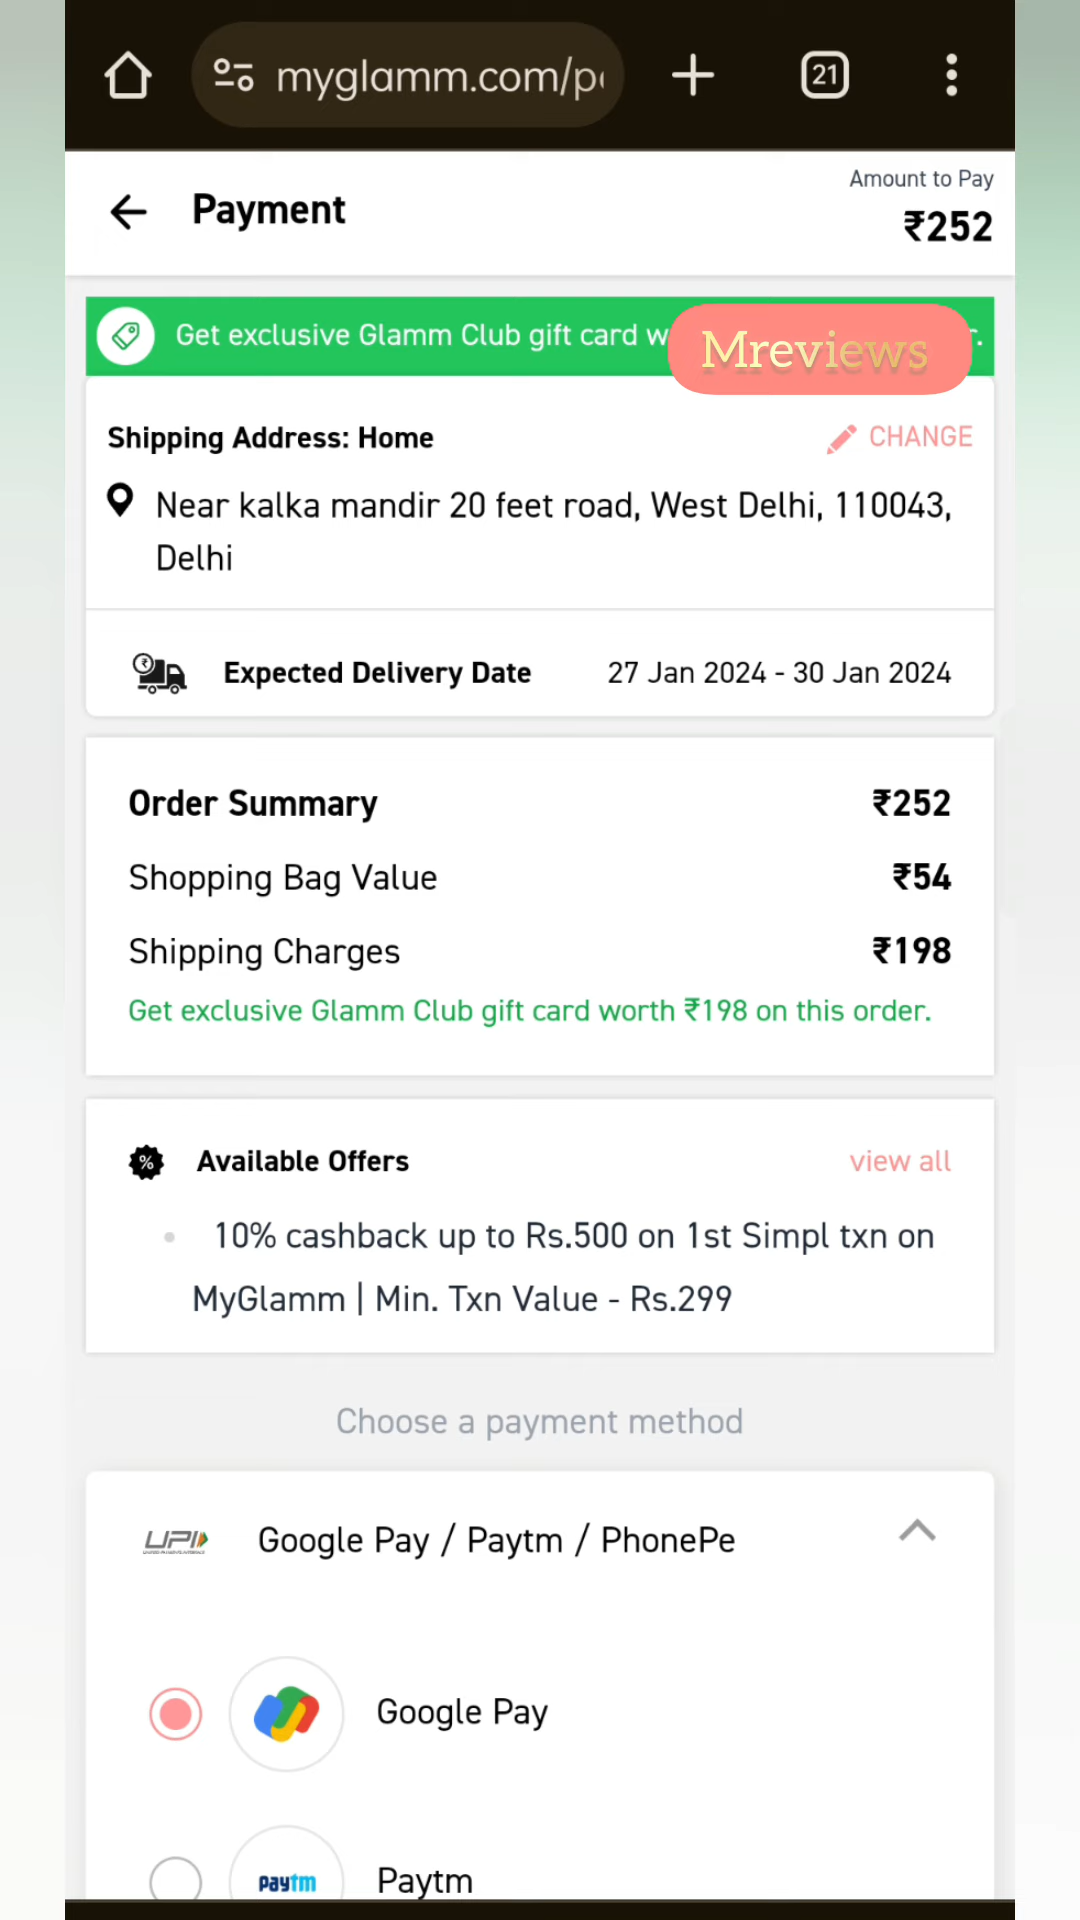 myglamm.com/p
21
Payment
Amount to Pay
₹252
Get exclusive Glamm Club gift card w
Mreviews
Shipping Address: Home
CHANGE
Near kalka mandir 20 feet road, West Delhi, 110043,
Delhi
Expected Delivery Date 27 Jan 2024 - 30 Jan 2024
Order Summary ₹252
Shopping Bag Value ₹54
Shipping Charges ₹198
Get exclusive Glamm Club gift card worth ₹198 on this order.
Available Offers view all
10% cashback up to Rs.500 on 1st Simpl txn on
MyGlamm | Min. Txn Value - Rs.299
Choose a payment method
UPI Google Pay / Paytm / PhonePe
Google Pay
paytm Paytm